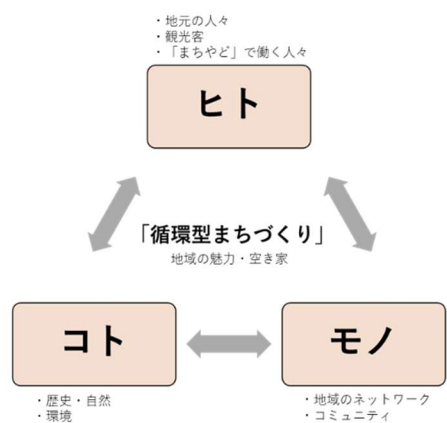 ・地元の人々
・観光客
・「まちやど」で働く人々
ヒト
「循環型まちづくり」
地域の魅力・空き家
コト
モノ
・歴史・自然
・環境
・地域のネットワーク
・コミュニティ